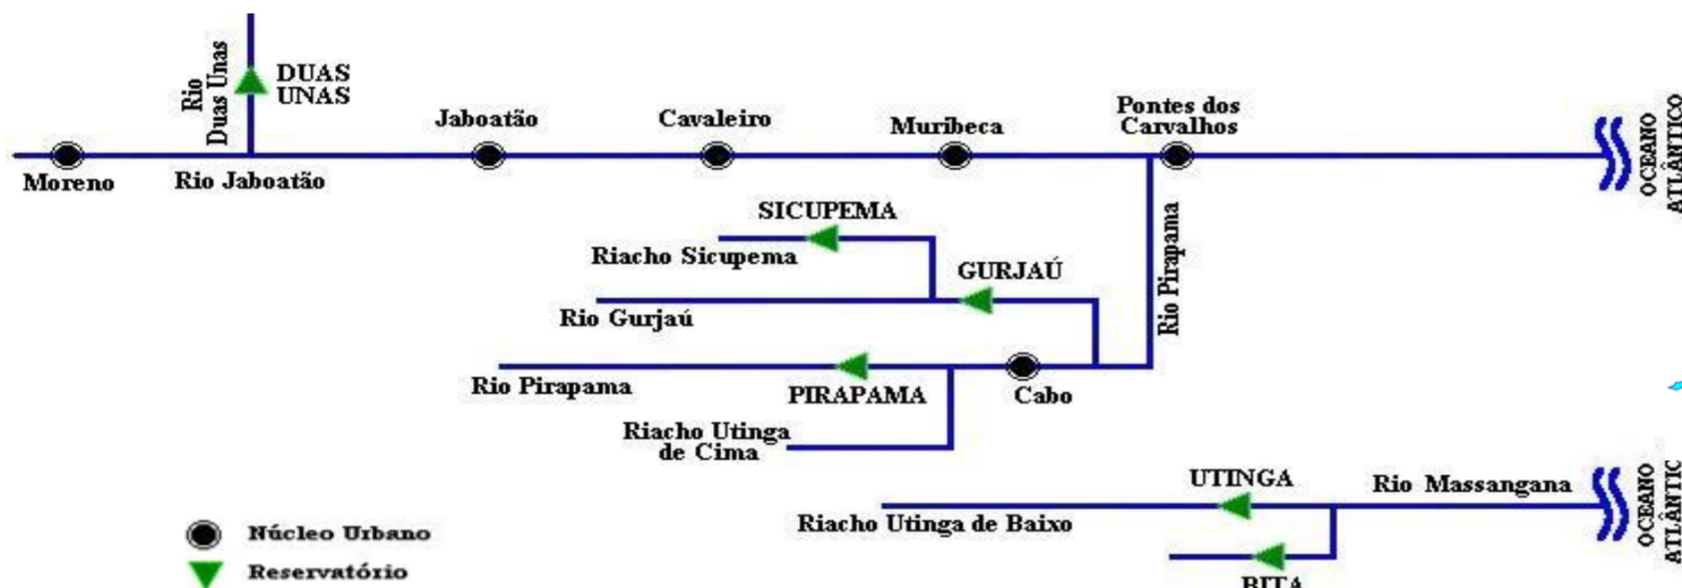 Rio
Duas Unas
DUAS
UNAS
Jaboatão
Cavaleiro
Muribeca
Pontes dos
Carvalhos
OCEANO
ATLÂNTICO
Moreno
Rio Jaboatão
SICUPEMA
Riacho Sicupema
GURJAÚ
Rio Pirapama
Rio Gurjaú
Rio Pirapama
PIRAPAMA
Cabo
Riacho Utinga
de Cima
UTINGA
Rio Massangana
OCEANO
ATLÂNTIC
Riacho Utinga de Baixo
Núcleo Urbano
Reservatório
BITA